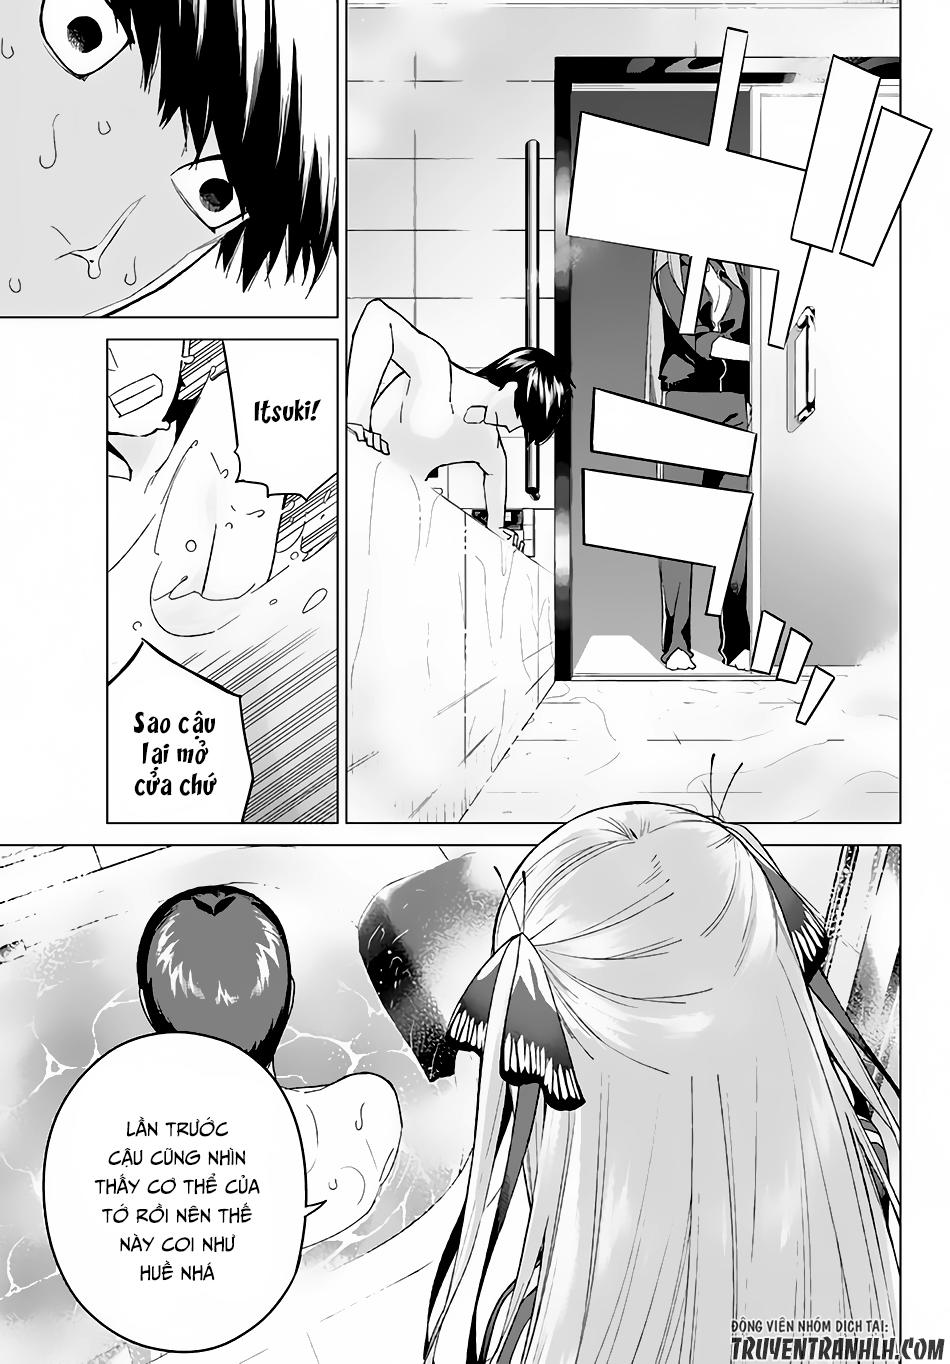 Itsuki!
Sao cậu
lại mở
cửa chứ
LẦN TRƯỚC
CẬU CŨNG NHÌN
THẤY CƠ THỂ CỦA
TỚ RỒI NÊN THẾ
NÀY COI NHƯ
HUỀ NHÁ
ĐỘNG VIÊN NHÓM DỊCH TẠI:
TRUYENTRANHLH.COM